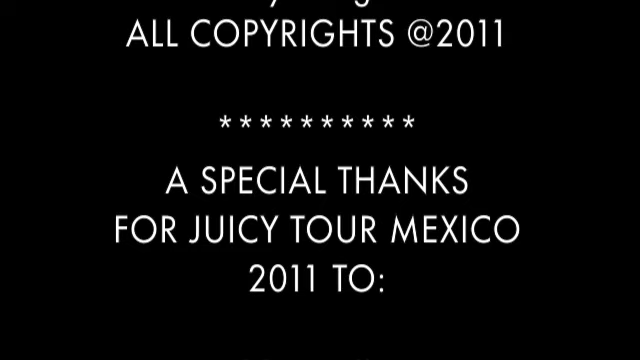 ALL COPYRIGHTS @2011
**********
A SPECIAL THANKS
FOR JUICY TOUR MEXICO
2011 TO: